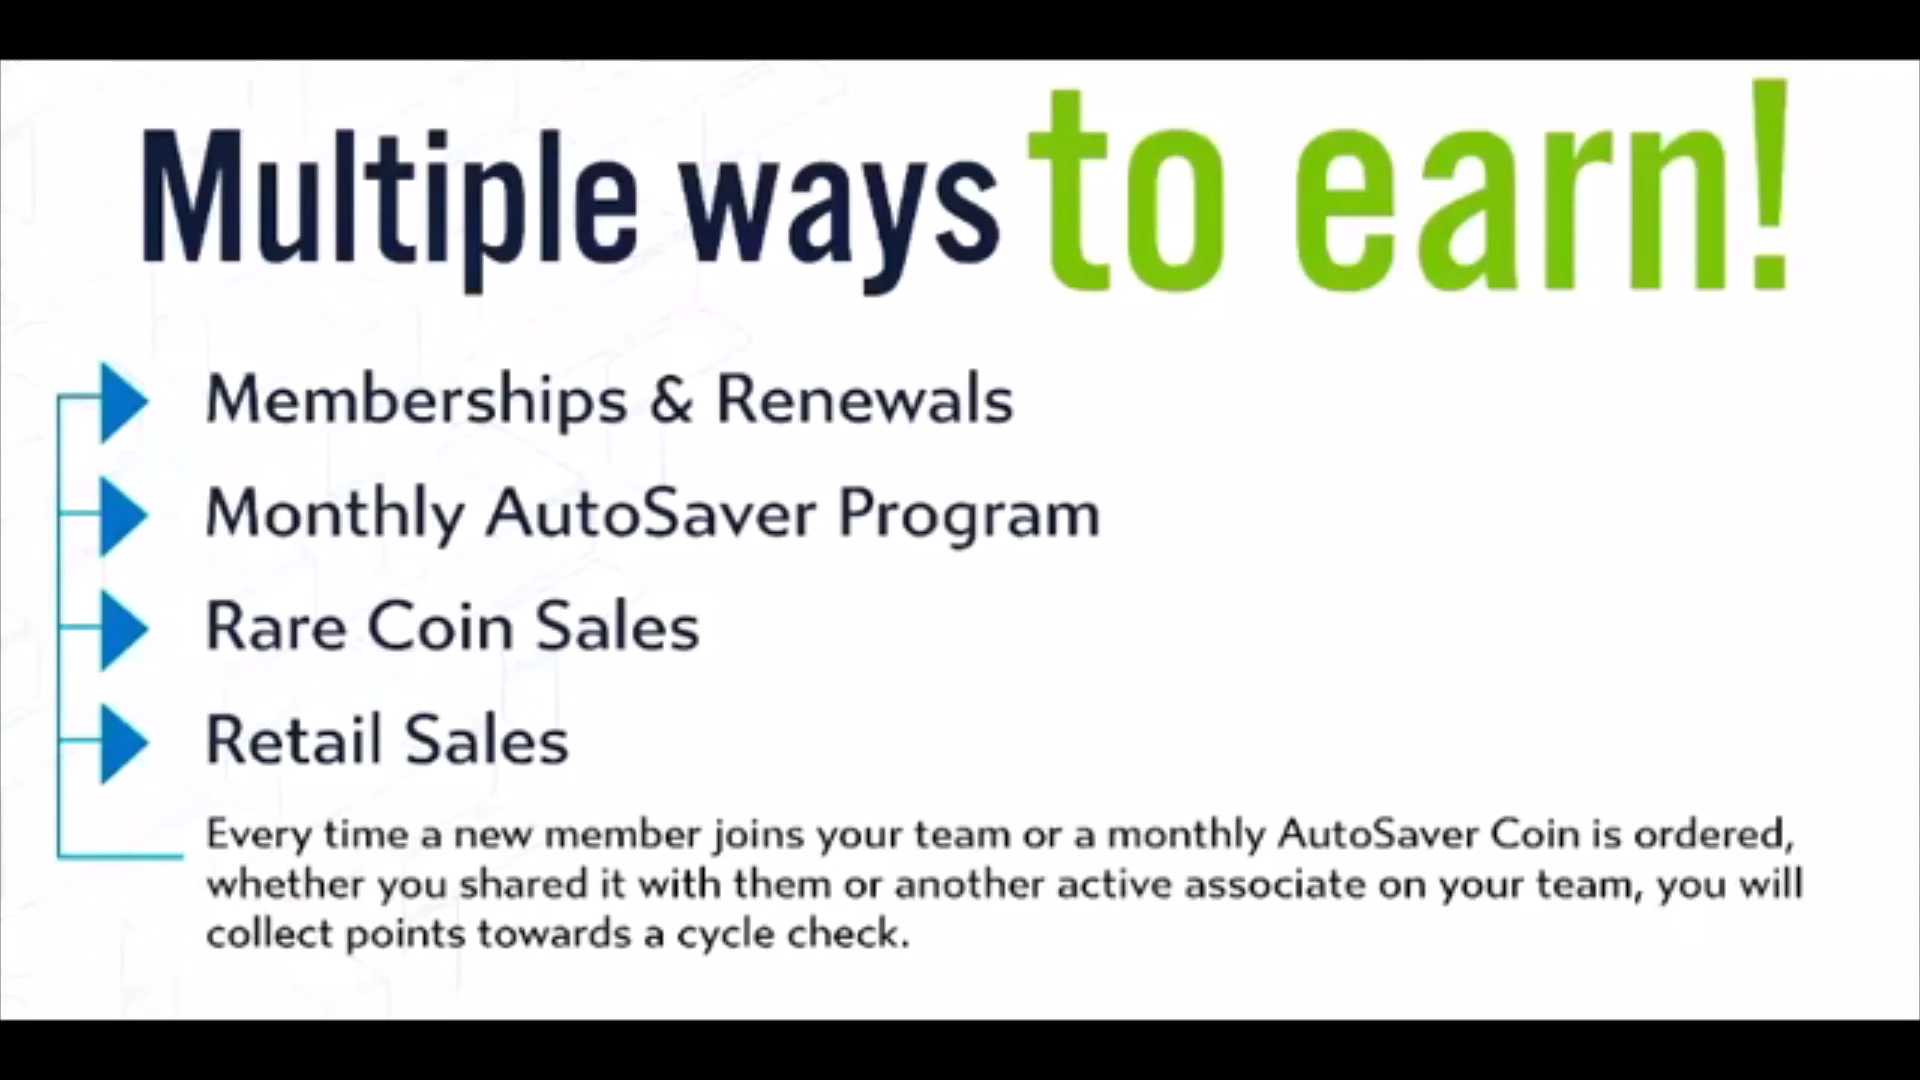 Multiple ways to earn!
Memberships & Renewals
Monthly AutoSaver Program
Rare Coin Sales
Retail Sales
Every time a new member joins your team or a monthly AutoSaver Coin is ordered,
whether you shared it with them or another active associate on your team, you will
collect points towards a cycle check.